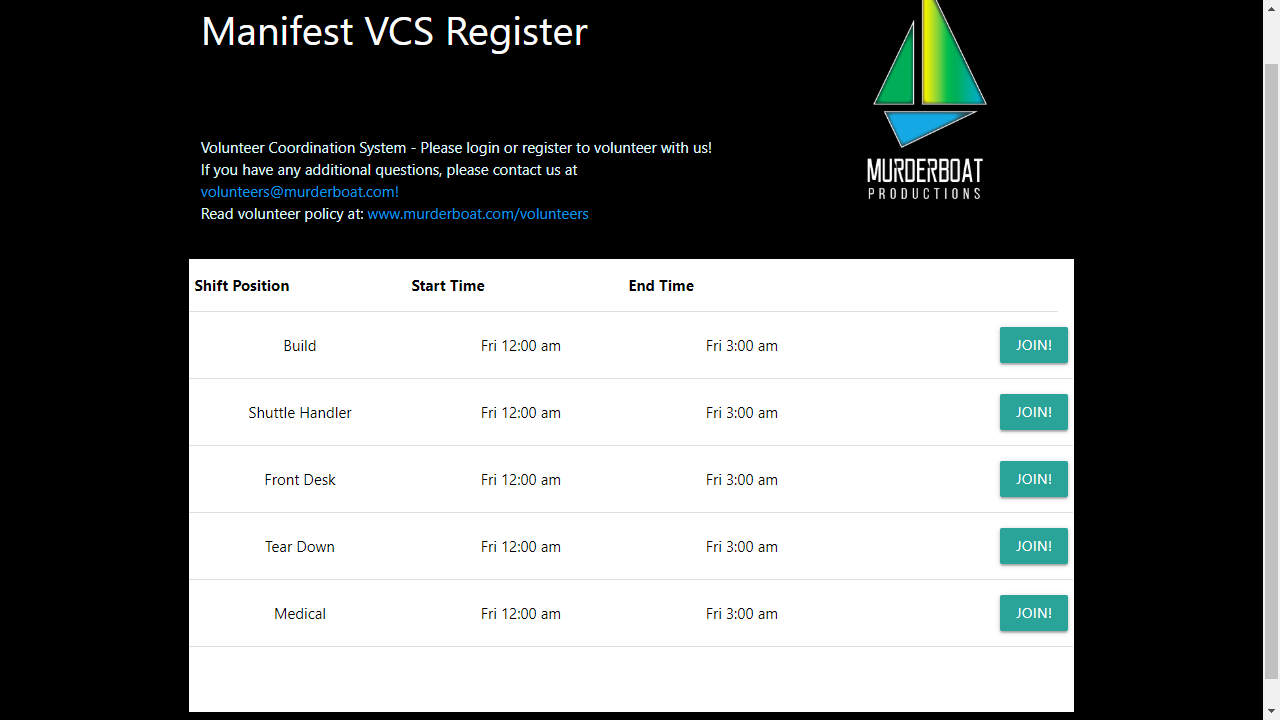 Manifest VCS Register
MURDERBOAT
PRODUCTIONS
Volunteer Coordination System - Please login or register to volunteer with us!
If you have any additional questions, please contact us at
volunteers@murderboat.com!
Read volunteer policy at: www.murderboat.com/volunteers
Shift Position Start Time End Time
Build Fri 12:00 am Fri 3:00 am JOIN!
Shuttle Handler Fri 12:00 am Fri 3:00 am JOIN!
Front Desk Fri 12:00 am Fri 3:00 am JOIN!
Tear Down Fri 12:00 am Fri 3:00 am JOIN!
Medical Fri 12:00 am Fri 3:00 am JOIN!